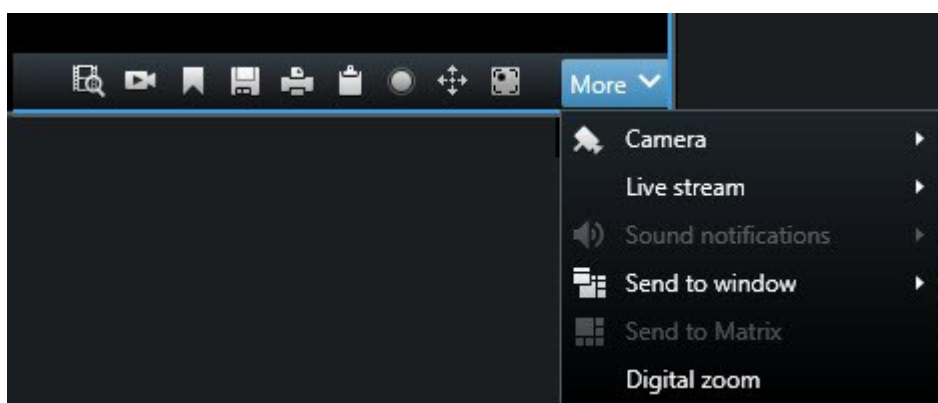 More
Camera
Live stream
Sound notifications
Send to window
Send to Matrix
Digital zoom